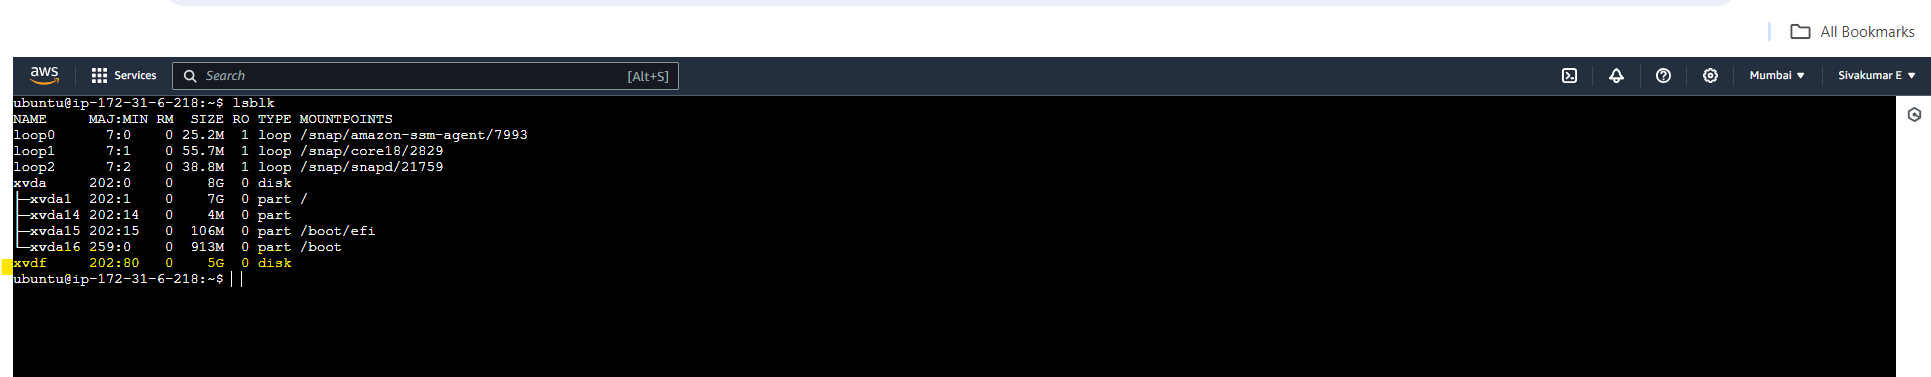 All Bookmarks
aws Services Search [Alt+S] Mumbai ▼ Sivakumar E ▼
ubuntu@ip-172-31-6-218:~$ lsblk
NAME     MAJ:MIN RM  SIZE RO TYPE MOUNTPOINTS
loop0      7:0    0 25.2M  1 loop /snap/amazon-ssm-agent/7993
loop1      7:1    0 55.7M  1 loop /snap/core18/2829
loop2      7:2    0 38.8M  1 loop /snap/snapd/21759
xvda     202:0    0    8G  0 disk
├─xvda1  202:1    0    7G  0 part /
├─xvda14 202:14   0    4M  0 part
├─xvda15 202:15   0  106M  0 part /boot/efi
└─xvda16 259:0    0  913M  0 part /boot
xvdf     202:80   0    5G  0 disk
ubuntu@ip-172-31-6-218:~$